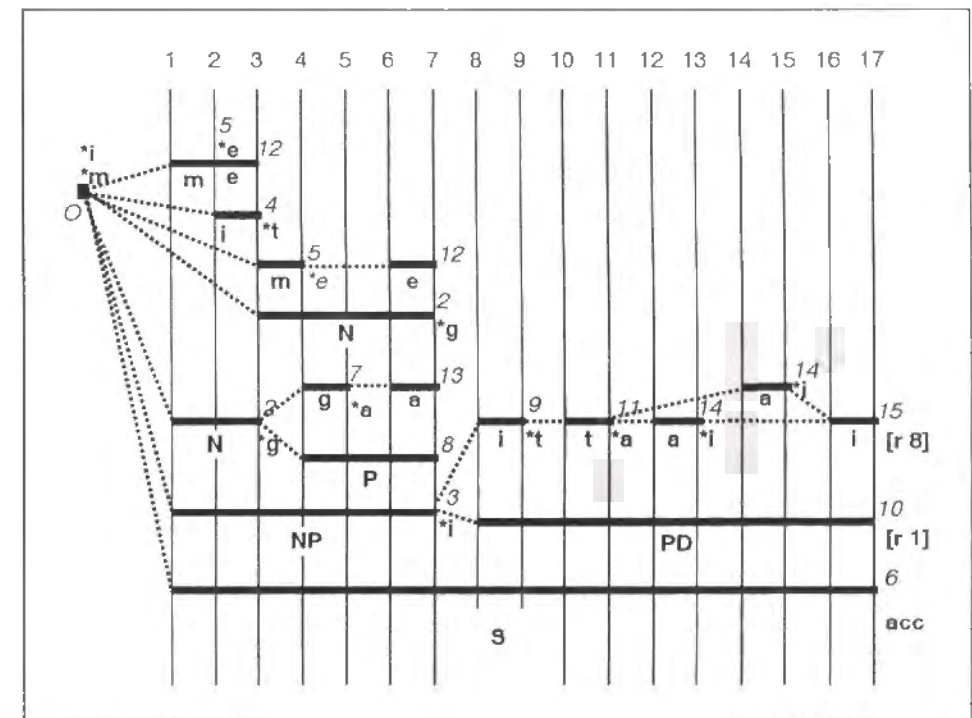 1 2 3 4 5 6 7 8 9 10 11 12 13 14 15 16 17
5
*i *e 12
*m m e
O 4
i *t
5 12
m *e e
2
N *g
7 13 14
g *a a a
9 11 14 15
N *g i *t t *a a *i i [r 8]
8
P
3 10
NP *i PD [r 1]
6
acc
S